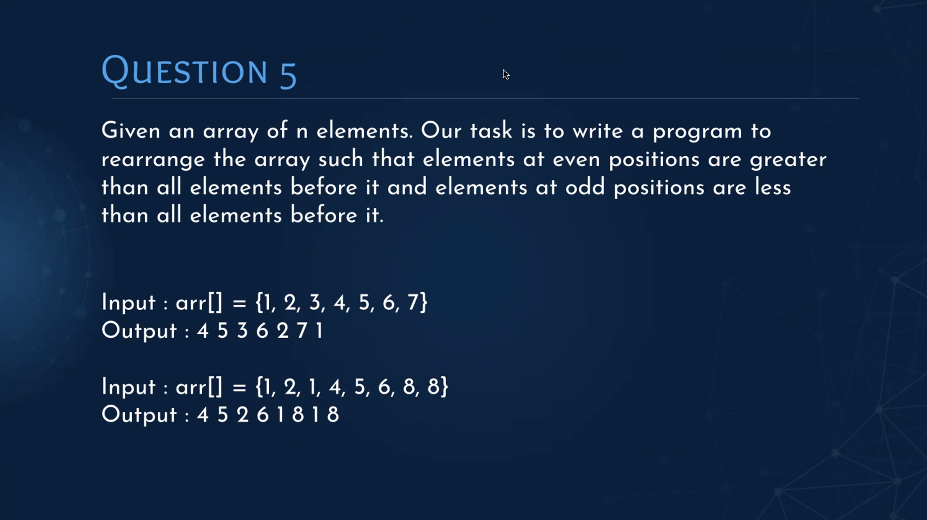 Question 5
Given an array of n elements. Our task is to write a program to
rearrange the array such that elements at even positions are greater
than all elements before it and elements at odd positions are less
than all elements before it.
Input : arr[] = {1, 2, 3, 4, 5, 6, 7}
Output : 4 5 3 6 2 7 1
Input : arr[] = {1, 2, 1, 4, 5, 6, 8, 8}
Output : 4 5 2 6 1 8 1 8